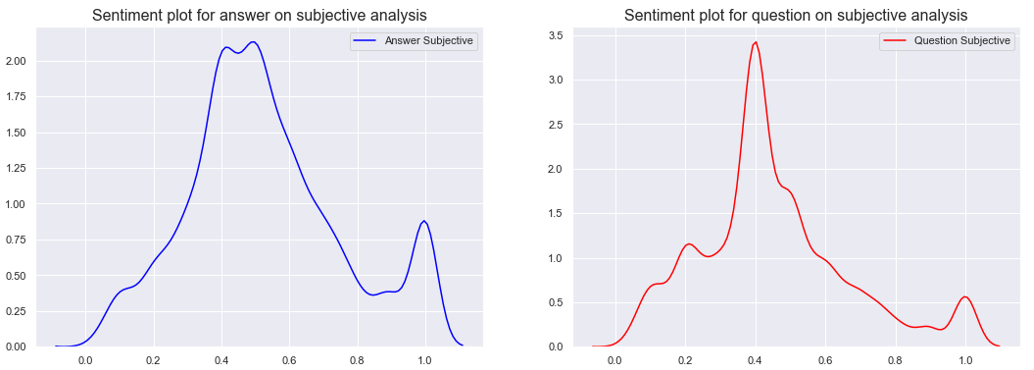 Sentiment plot for answer on subjective analysis
Answer Subjective
2.00
1.75
1.50
1.25
1.00
0.75
0.50
0.25
0.00
0.0 0.2 0.4 0.6 0.8 1.0
Sentiment plot for question on subjective analysis
Question Subjective
3.5
3.0
2.5
2.0
1.5
1.0
0.5
0.0
0.0 0.2 0.4 0.6 0.8 1.0